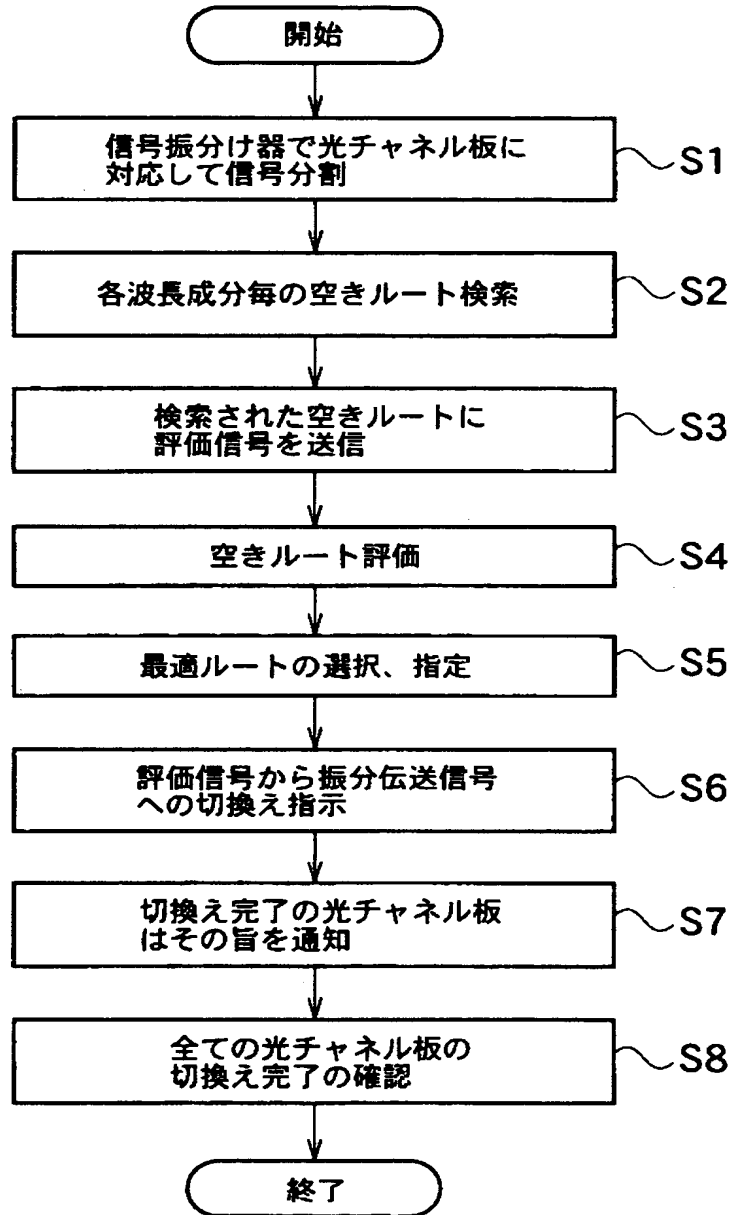 開始
信号振分け器で光チャネル板に
対応して信号分割
S1
各波長成分毎の空きルート検索
S2
検索された空きルートに
評価信号を送信
S3
空きルート評価
S4
最適ルートの選択、指定
S5
評価信号から振分伝送信号
への切換え指示
S6
切換え完了の光チャネル板
はその旨を通知
S7
全ての光チャネル板の
切換え完了の確認
S8
終了